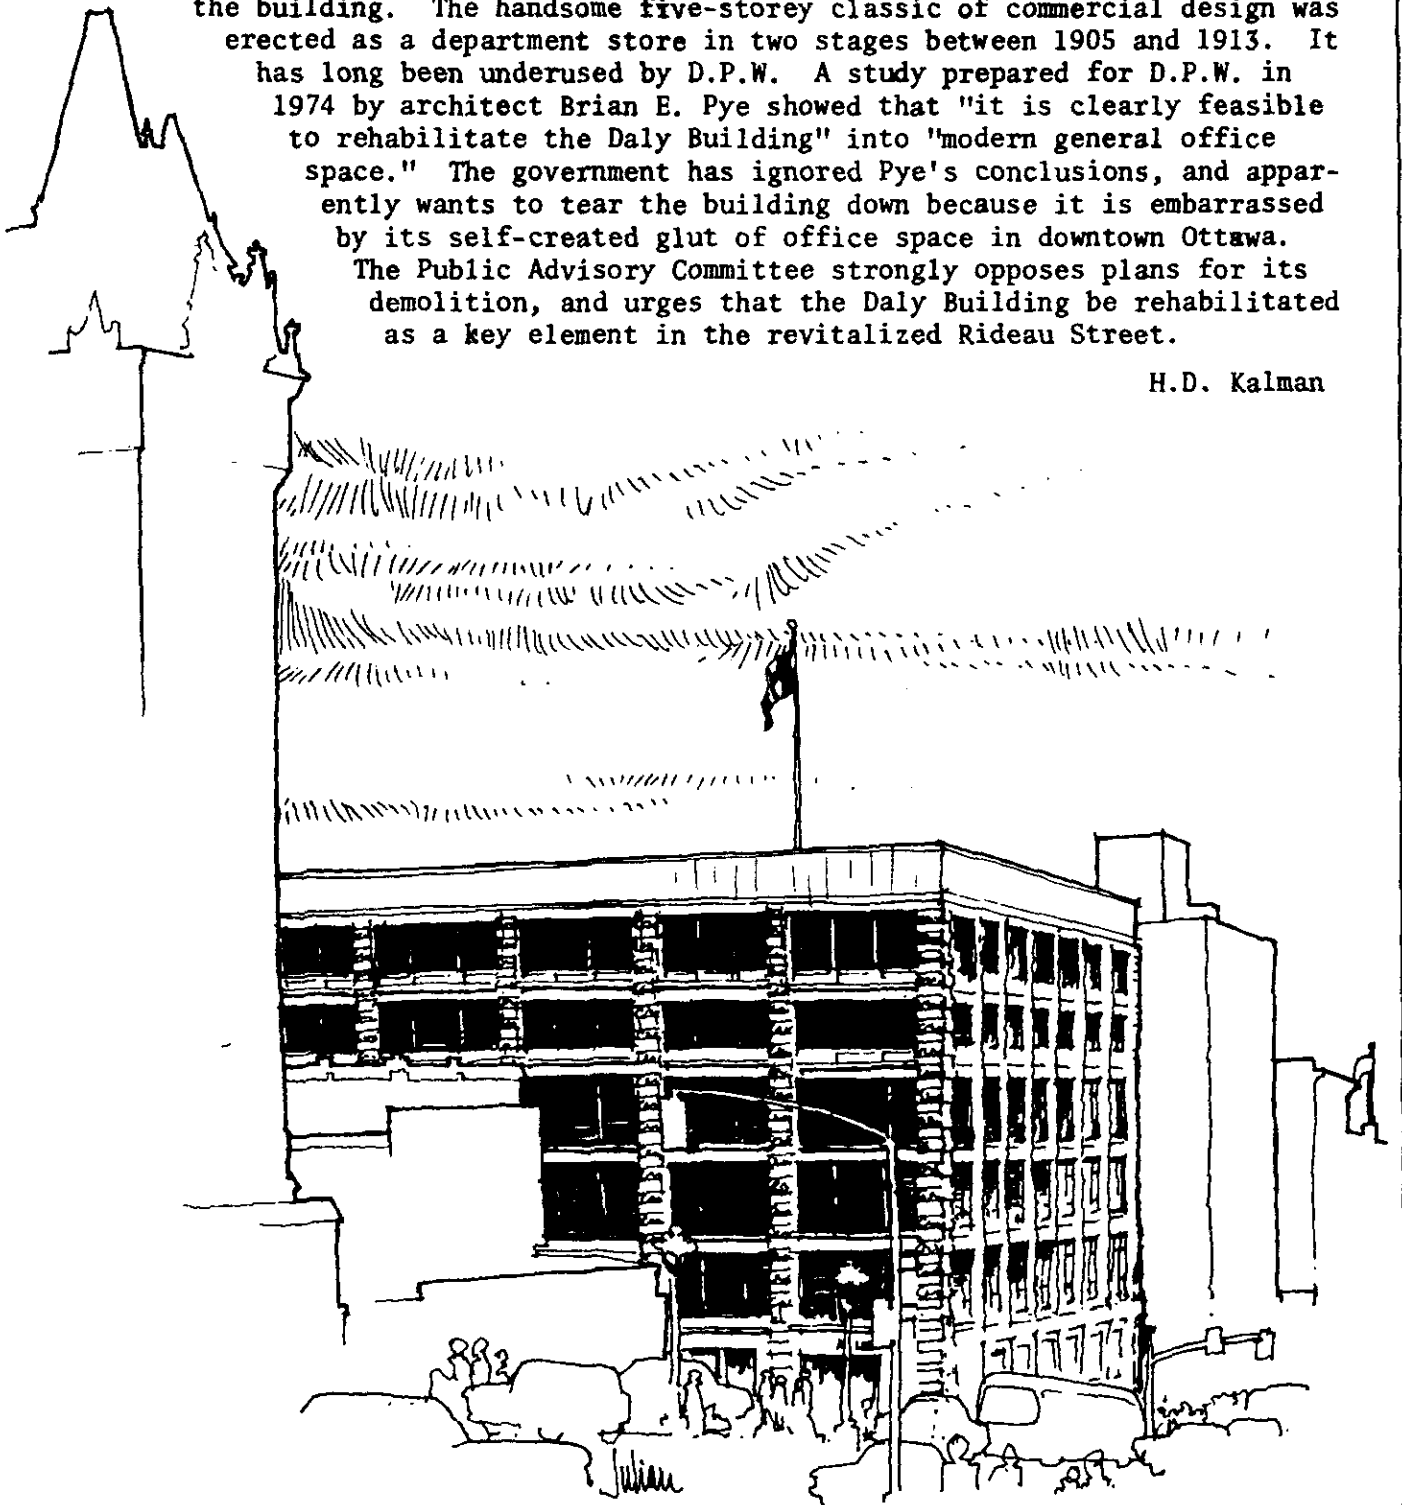 the building. The handsome five-storey classic of commercial design was
erected as a department store in two stages between 1905 and 1913. It
has long been underused by D.P.W. A study prepared for D.P.W. in
1974 by architect Brian E. Pye showed that "it is clearly feasible
to rehabilitate the Daly Building" into "modern general office
space." The government has ignored Pye's conclusions, and appar-
ently wants to tear the building down because it is embarrassed
by its self-created glut of office space in downtown Ottawa.
The Public Advisory Committee strongly opposes plans for its
demolition, and urges that the Daly Building be rehabilitated
as a key element in the revitalized Rideau Street.
H.D. Kalman
Julian